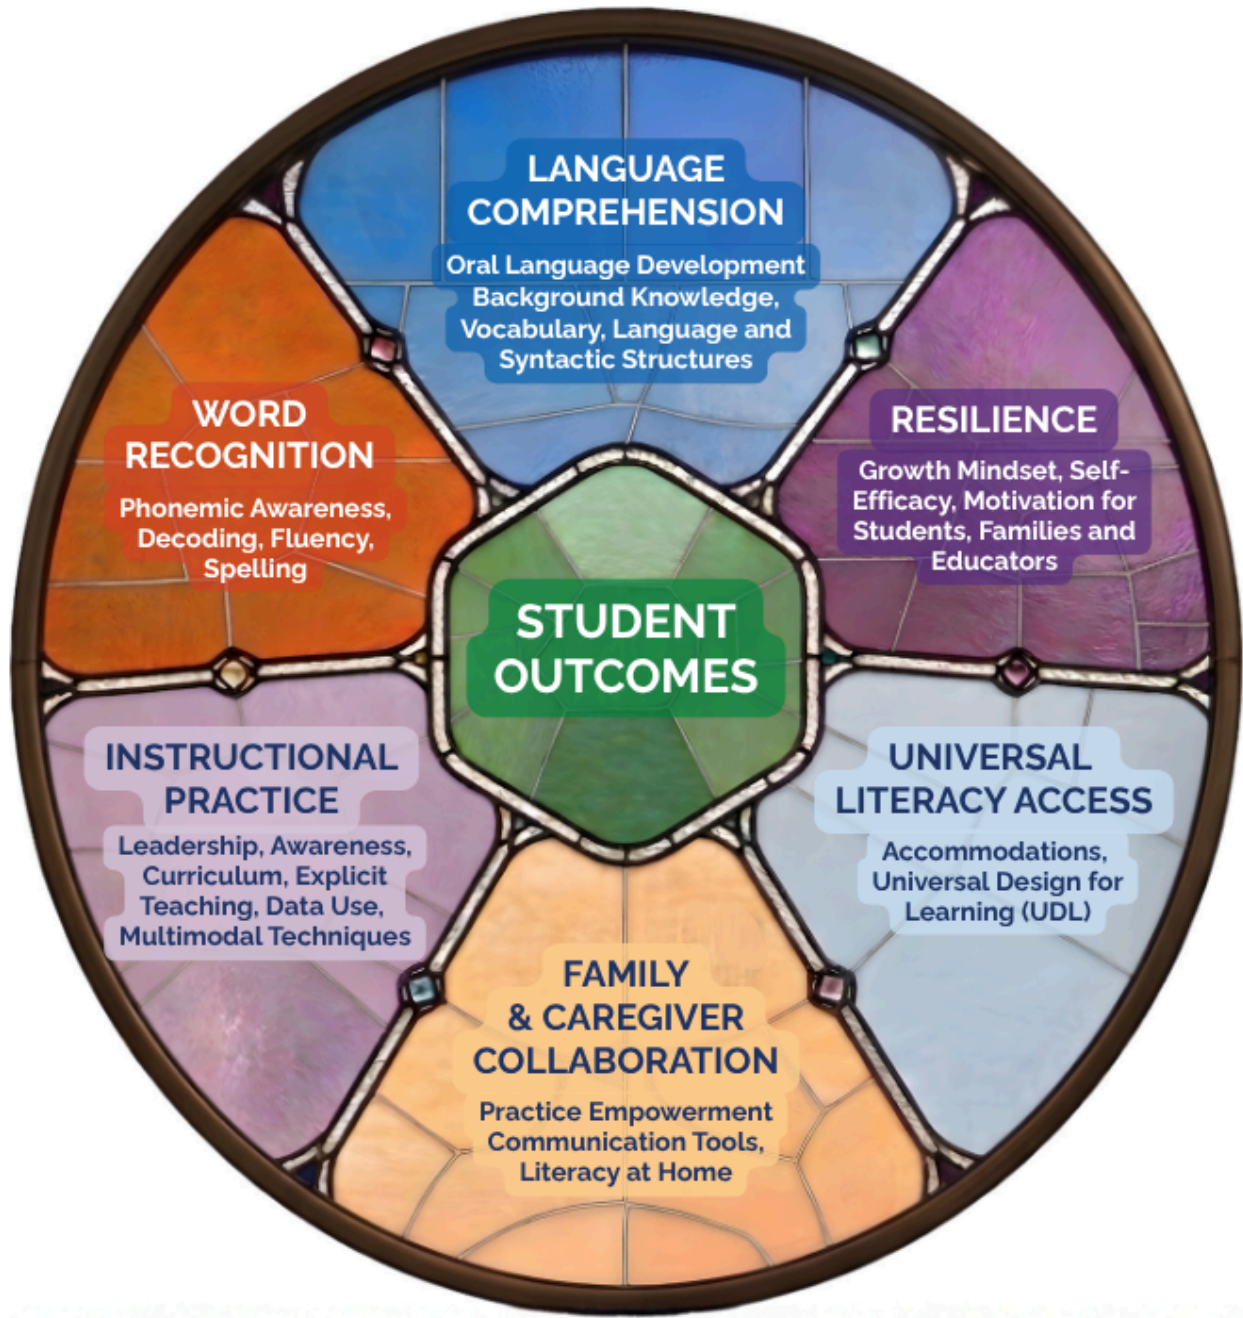 LANGUAGE
COMPREHENSION
Oral Language Development
Background Knowledge,
Vocabulary, Language and
Syntactic Structures
WORD
RECOGNITION
Phonemic Awareness,
Decoding, Fluency,
Spelling
RESILIENCE
Growth Mindset, Self-
Efficacy, Motivation for
Students, Families and
Educators
STUDENT
OUTCOMES
INSTRUCTIONAL
PRACTICE
Leadership, Awareness,
Curriculum, Explicit
Teaching, Data Use,
Multimodal Techniques
UNIVERSAL
LITERACY ACCESS
Accommodations,
Universal Design for
Learning (UDL)
FAMILY
& CAREGIVER
COLLABORATION
Practice Empowerment
Communication Tools,
Literacy at Home